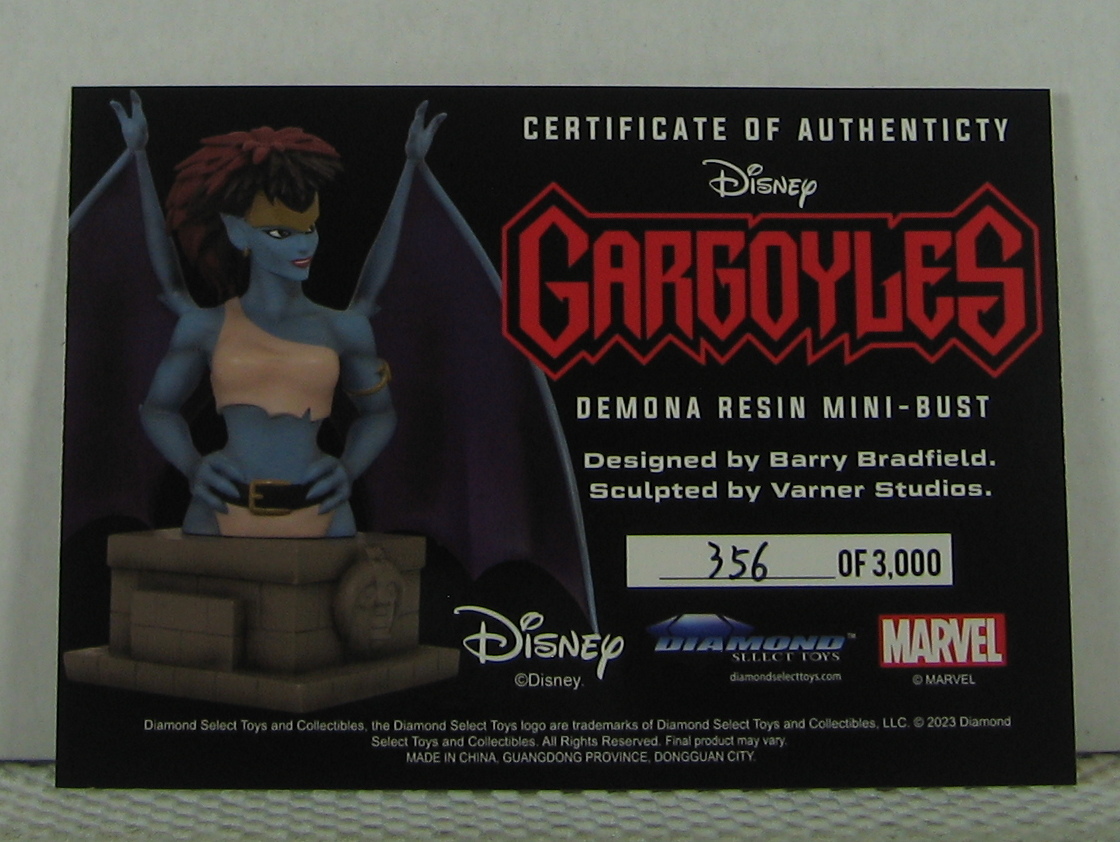 CERTIFICATE OF AUTHENTICTY
Disney
GARGOYLES
DEMONA RESIN MINI-BUST
Designed by Barry Bradfield.
Sculpted by Varner Studios.
356 OF 3,000
Disney
©Disney.
DIAMOND™
SELECT TOYS
diamondselecttoys.com
MARVEL
© MARVEL
Diamond Select Toys and Collectibles, the Diamond Select Toys logo are trademarks of Diamond Select Toys and Collectibles, LLC. © 2023 Diamond
Select Toys and Collectibles. All Rights Reserved. Final product may vary.
MADE IN CHINA, GUANGDONG PROVINCE, DONGGUAN CITY.